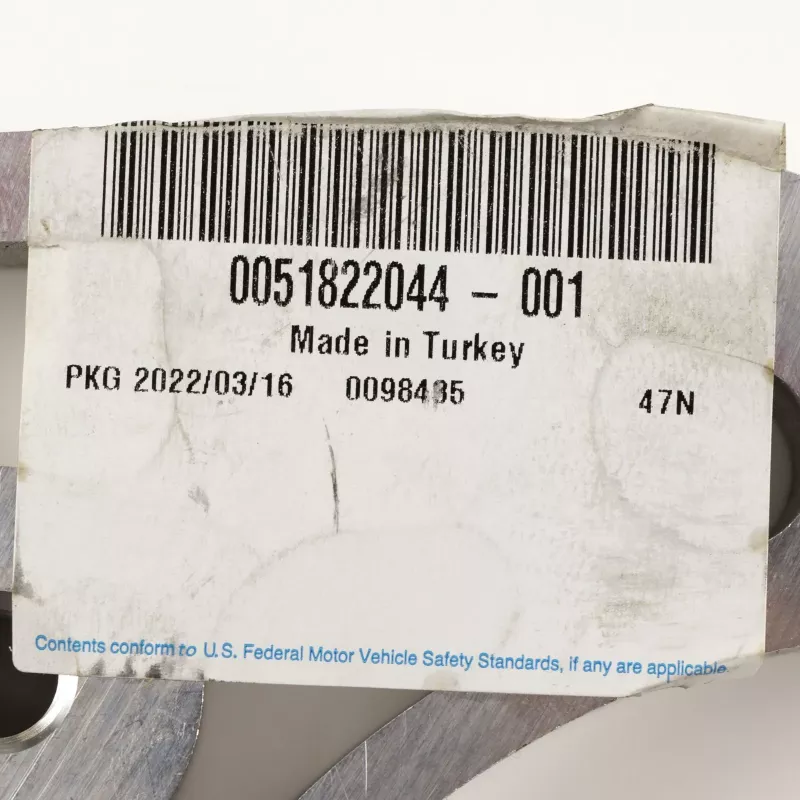 0051822044 - 001
Made in Turkey
PKG 2022/03/16 0098435 47N
Contents conform to U.S. Federal Motor Vehicle Safety Standards, if any are applicable.